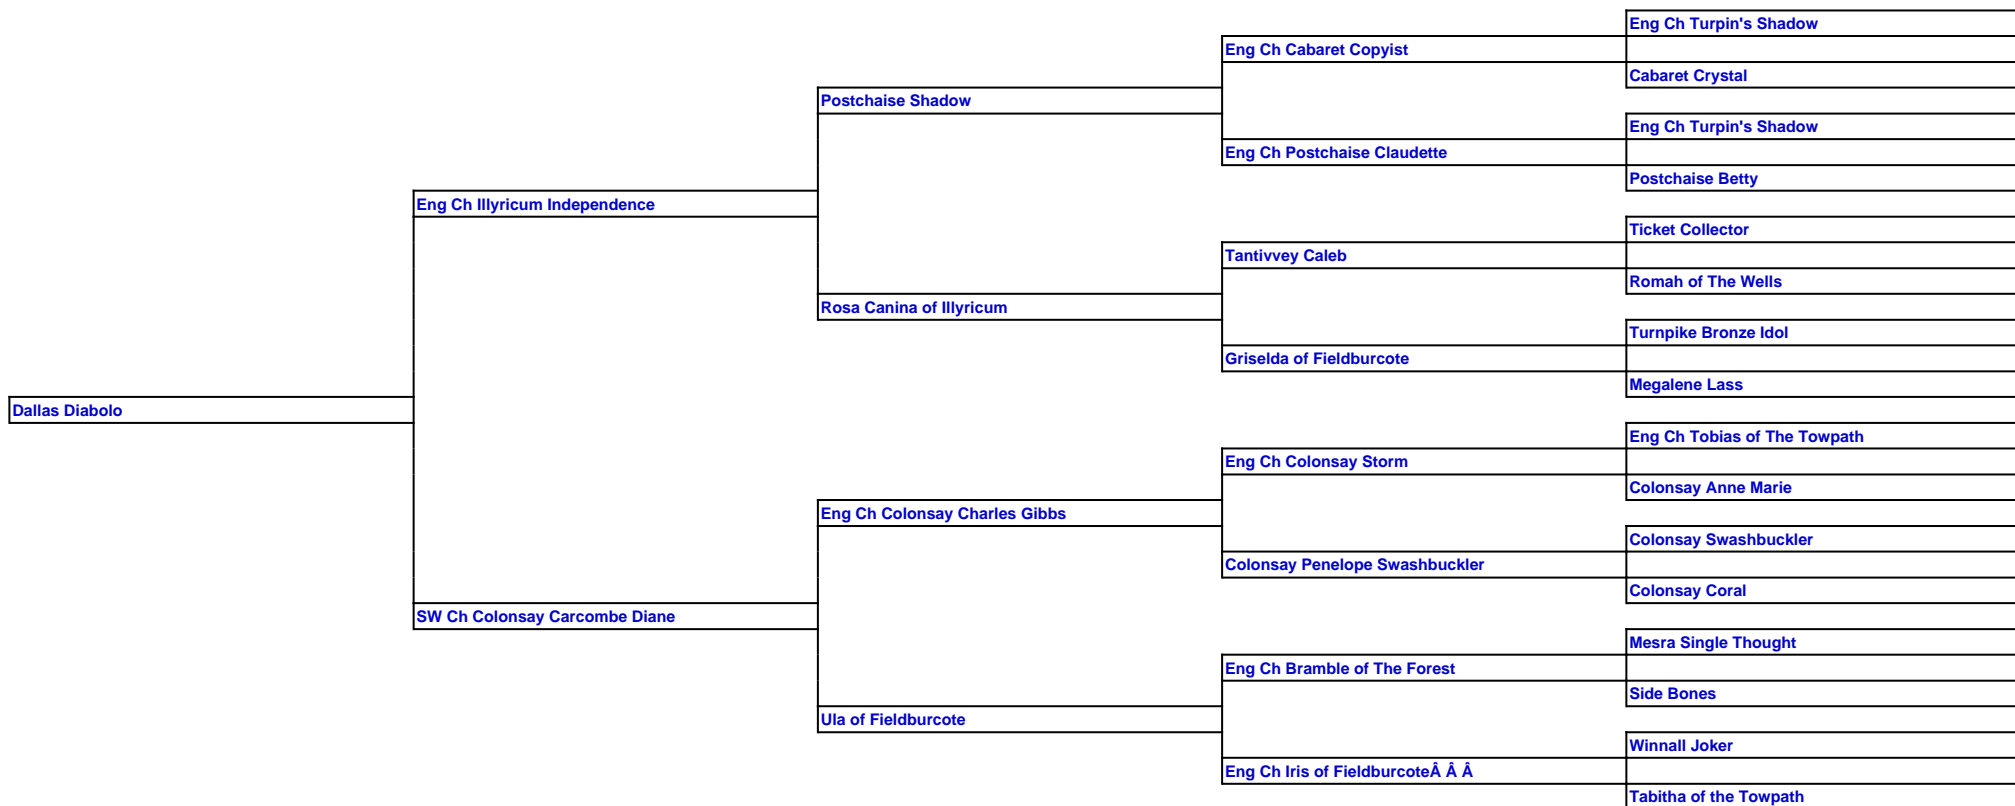 Eng Ch Turpin's Shadow
Eng Ch Cabaret Copyist
Cabaret Crystal
Postchaise Shadow
Eng Ch Turpin's Shadow
Eng Ch Postchaise Claudette
Postchaise Betty
Eng Ch Illyricum Independence
Ticket Collector
Tantivvey Caleb
Romah of The Wells
Rosa Canina of Illyricum
Turnpike Bronze Idol
Griselda of Fieldburcote
Megalene Lass
Dallas Diabolo
Eng Ch Tobias of The Towpath
Eng Ch Colonsay Storm
Colonsay Anne Marie
Eng Ch Colonsay Charles Gibbs
Colonsay Swashbuckler
Colonsay Penelope Swashbuckler
Colonsay Coral
SW Ch Colonsay Carcombe Diane
Mesra Single Thought
Eng Ch Bramble of The Forest
Side Bones
Ula of Fieldburcote
Winnall Joker
Eng Ch Iris of FieldburcoteÂ Â Â
Tabitha of the Towpath